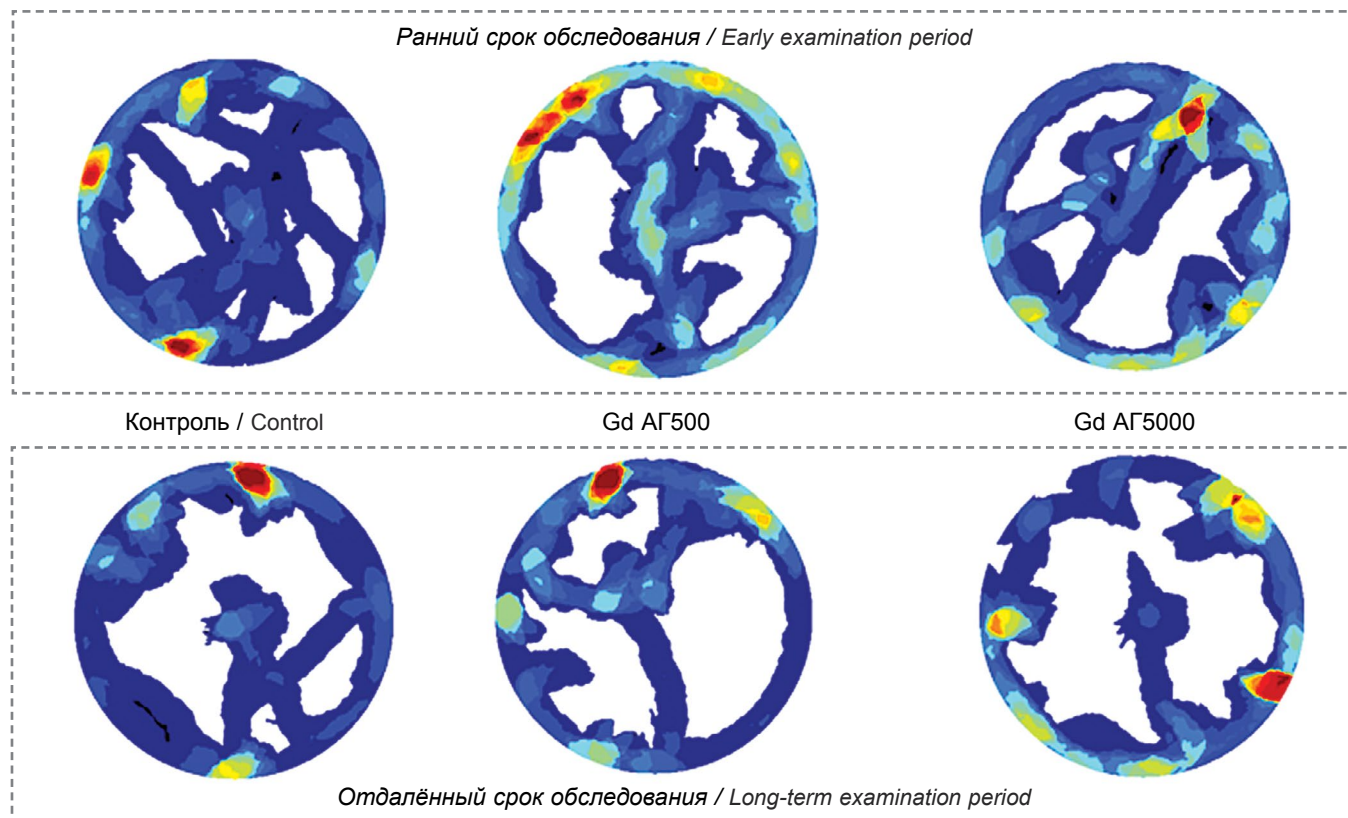 Ранний срок обследования / Early examination period
Контроль / Control
Gd АГ500
Gd АГ5000
Отдалённый срок обследования / Long-term examination period